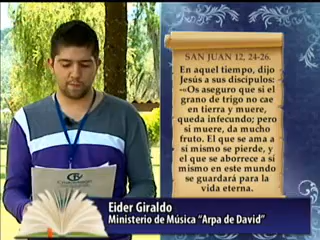 SAN JUAN 12, 24-26.
En aquel tiempo, dijo
Jesús a sus discípulos:
-«Os aseguro que si el
grano de trigo no cae
en tierra y muere,
queda infecundo; pero
si muere, da mucho
fruto. El que se ama a
sí mismo se pierde, y
el que se aborrece a sí
mismo en este mundo
se guardará para la
vida eterna.
Eider Giraldo
Ministerio de Música "Arpa de David"